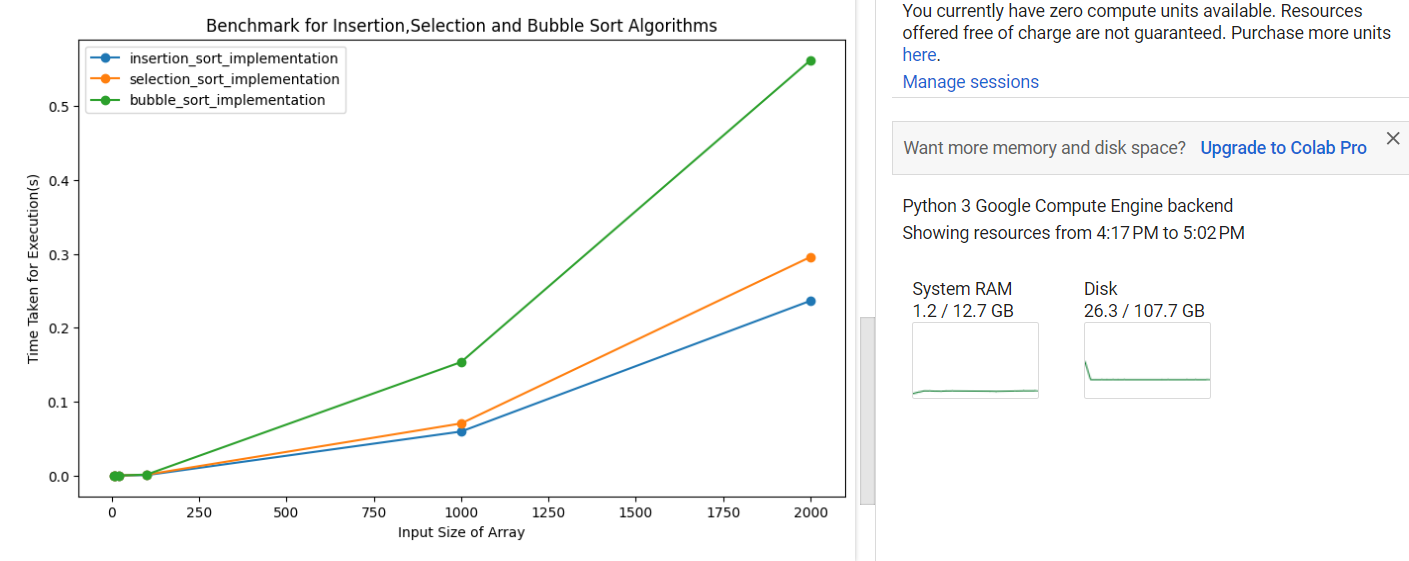 Benchmark for Insertion,Selection and Bubble Sort Algorithms
insertion_sort_implementation
selection_sort_implementation
bubble_sort_implementation
Time Taken for Execution(s)
0.5
0.4
0.3
0.2
0.1
0.0
0 250 500 750 1000 1250 1500 1750 2000
Input Size of Array
You currently have zero compute units available. Resources
offered free of charge are not guaranteed. Purchase more units
here.
Manage sessions
Want more memory and disk space? Upgrade to Colab Pro
Python 3 Google Compute Engine backend
Showing resources from 4:17 PM to 5:02 PM
System RAM
1.2 / 12.7 GB
Disk
26.3 / 107.7 GB